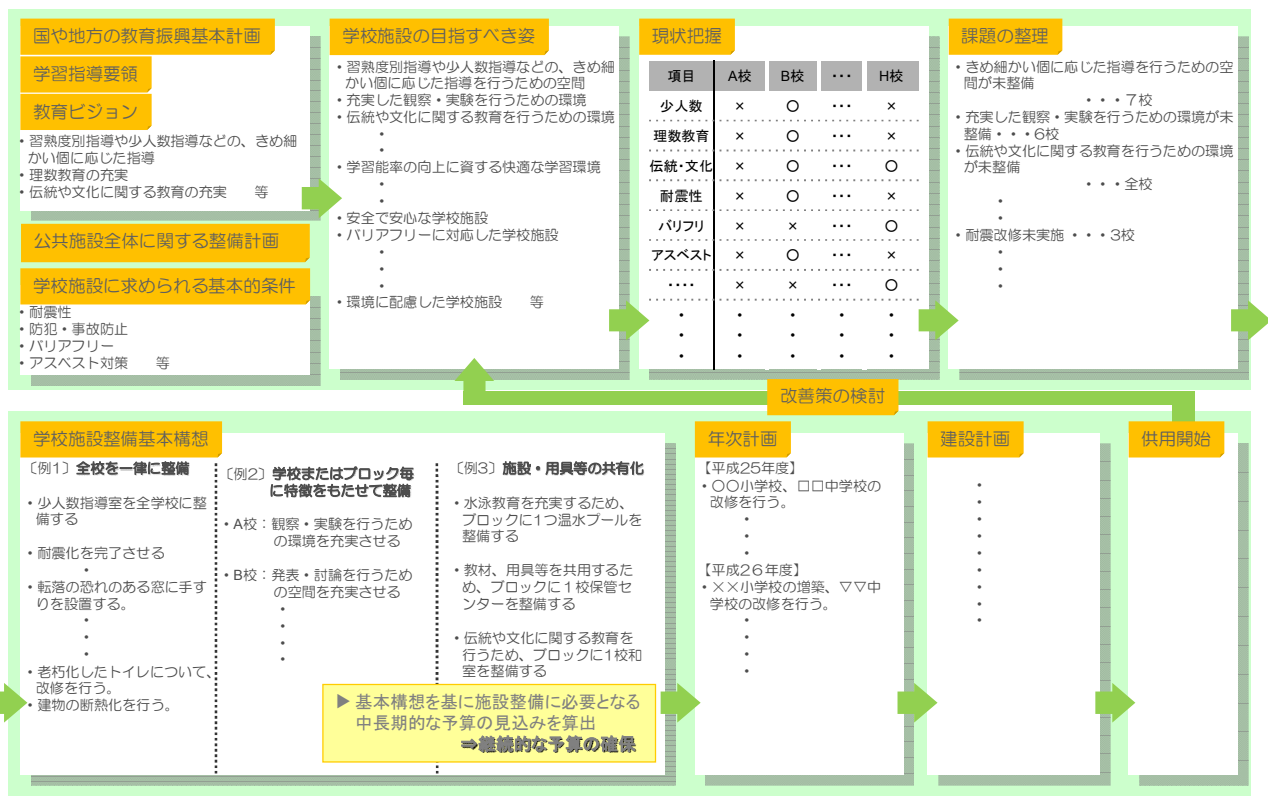 国や地方の教育振興基本計画
学習指導要領
教育ビジョン
・習熟度別指導や少人数指導などの、きめ細
かい個に応じた指導
・理数教育の充実
・伝統や文化に関する教育の充実　等
公共施設全体に関する整備計画
学校施設に求められる基本的条件
・耐震性
・防犯・事故防止
・バリアフリー
・アスベスト対策　等
学校施設の目指すべき姿
・習熟度別指導や少人数指導などの、きめ細
かい個に応じた指導を行うための空間
・充実した観察・実験を行うための環境
・伝統や文化に関する教育を行うための環境
・
・
・学習能率の向上に資する快適な学習環境
・
・
・安全で安心な学校施設
・バリアフリーに対応した学校施設
・
・
・
・環境に配慮した学校施設　等
現状把握
項目 A校 B校 ･･･ H校
少人数 × ○ ･･･ ×
理数教育 × ○ ･･･ ×
伝統・文化 × ○ ･･･ ○
耐震性 × ○ ･･･ ×
バリフリ × × ･･･ ○
アスベスト × ○ ･･･ ×
････ × × ･･･ ○
・ ・ ・ ・ ・
・ ・ ・ ・ ・
・ ・ ・ ・ ・
課題の整理
・きめ細かい個に応じた指導を行うための空
間が未整備
・・・７校
・充実した観察・実験を行うための環境が未
整備・・・６校
・伝統や文化に関する教育を行うための環境
が未整備
・・・全校
・
・
・耐震改修未実施・・・３校
・
・
・
改善策の検討
学校施設整備基本構想
〔例１〕全校を一律に整備
・少人数指導室を全学校に整
備する
・耐震化を完了させる
・
・転落の恐れのある窓に手す
りを設置する。
・
・
・老朽化したトイレについて、
改修を行う。
・建物の断熱化を行う。
〔例２〕学校またはブロック毎
に特徴をもたせて整備
・A校：観察・実験を行うため
の環境を充実させる
・B校：発表・討論を行うため
の空間を充実させる
・
・
・
・
〔例３〕施設・用具等の共有化
・水泳教育を充実するため、
ブロックに１つ温水プールを
整備する
・教材、用具等を共用するた
め、ブロックに１校保管セ
ンターを整備する
・伝統や文化に関する教育を
行うため、ブロックに１校和
室を整備する
▶ 基本構想を基に施設整備に必要となる
中長期的な予算の見込みを算出
⇒継続的な予算の確保
年次計画
【平成25年度】
・○○小学校、□□中学校の
改修を行う。
・
・
・
【平成２６年度】
・××小学校の増築、▽▽中
学校の改修を行う。
・
・
・
・
建設計画
・
・
・
・
・
・
・
・
供用開始